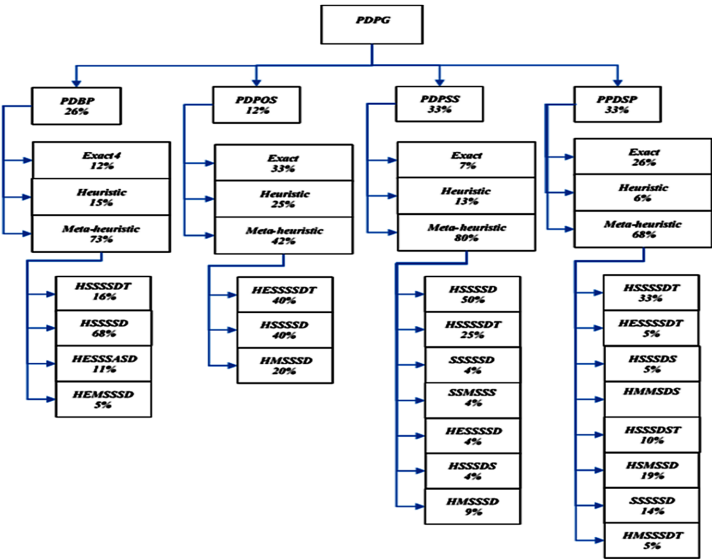 PDPG
PDBP
26%
PDPOS
12%
PDPSS
33%
PPDSP
33%
Exact4
12%
Heuristic
15%
Meta-heuristic
73%
HSSSSDT
16%
HSSSSD
68%
HESSSASD
11%
HEMSSSD
5%
Exact
33%
Heuristic
25%
Meta-heuristic
42%
HESSSSDT
40%
HSSSSD
40%
HMSSSD
20%
Exact
7%
Heuristic
13%
Meta-heuristic
80%
HSSSSD
50%
HSSSSDT
25%
SSSSSD
4%
SSMSSS
4%
HESSSSD
4%
HSSSDS
4%
HMSSSD
9%
Exact
26%
Heuristic
6%
Meta-heuristic
68%
HSSSSDT
33%
HESSSSDT
5%
HSSSDS
5%
HMMSDS
HSSSDST
10%
HSMSSD
19%
SSSSSD
14%
HMSSSDT
5%